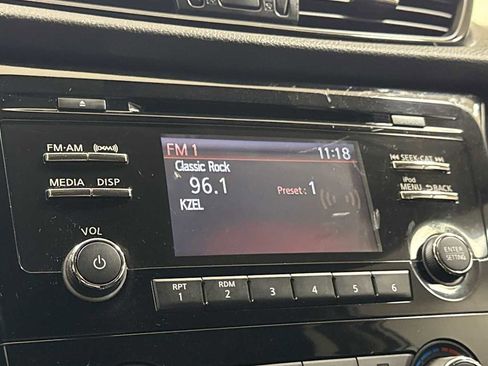 FM·AM
MEDIA DISP
VOL
FM 1 11:18
Classic Rock
96.1 Preset : 1
KZEL
SEEK·CAT
iPod
MENU BACK
ENTER
SETTING
RPT
1
RDM
2
3
4
5
6